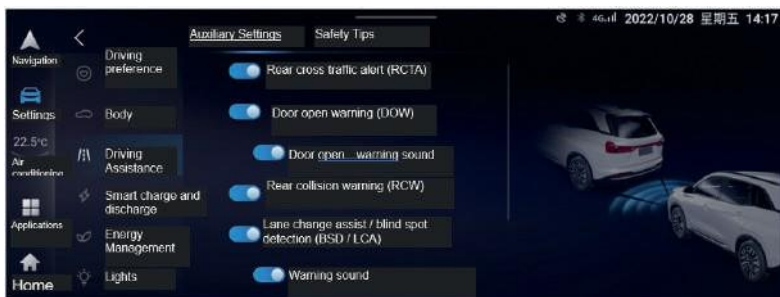 4G 2022/10/28 星期五 14:17
Auxiliary Settings
Safety Tips
Navigation
Settings
22.5°c
Air
conditioning
Applications
Home
Driving
preference
Body
Driving
Assistance
Smart charge and
discharge
Energy
Management
Lights
Rear cross traffic alert (RCTA)
Door open warning (DOW)
Door open warning sound
Rear collision warning (RCW)
Lane change assist / blind spot
detection (BSD / LCA)
Warning sound